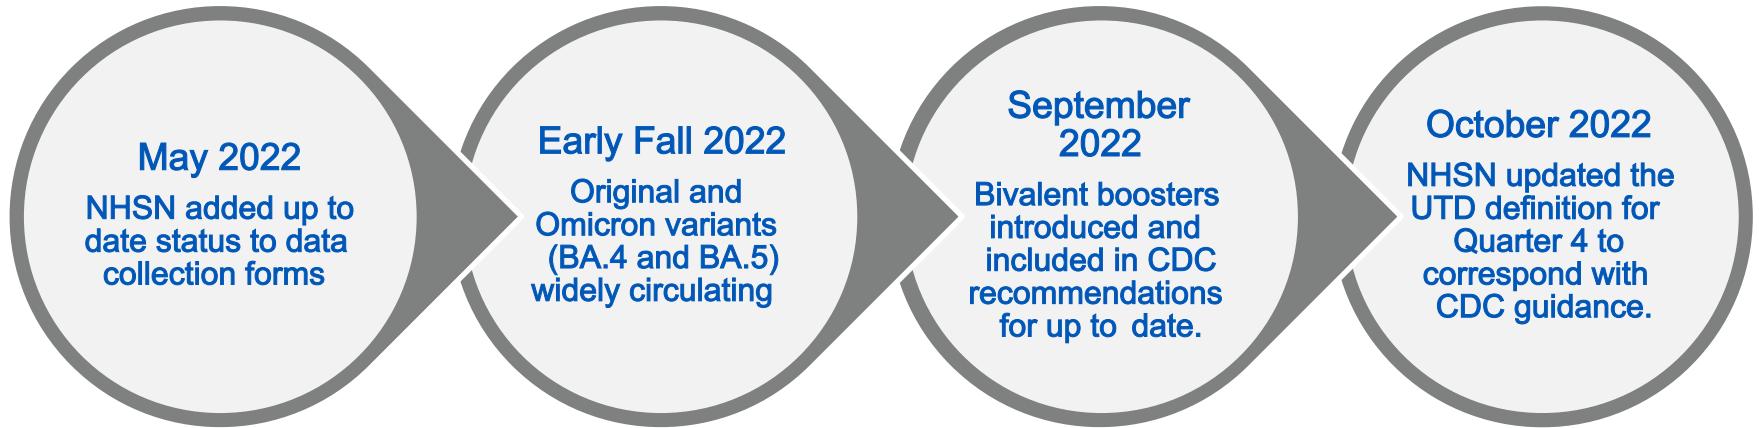 May 2022
NHSN added up to
date status to data
collection forms
Early Fall 2022
Original and
Omicron variants
(BA.4 and BA.5)
widely circulating
September
2022
Bivalent boosters
introduced and
included in CDC
recommendations
for up to date.
October 2022
NHSN updated the
UTD definition for
Quarter 4 to
correspond with
CDC guidance.